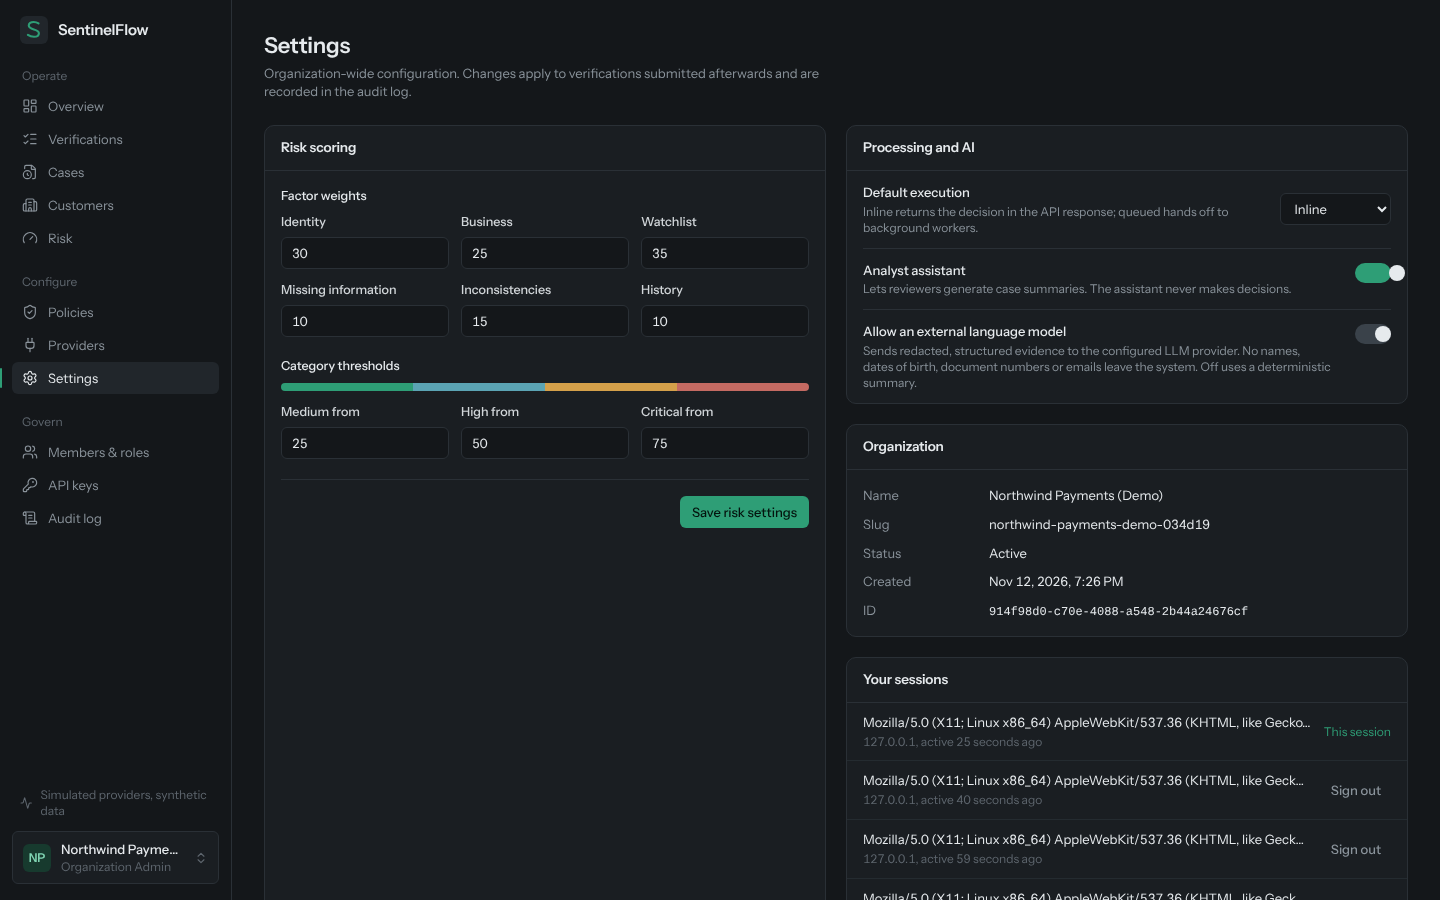 SentinelFlow
Operate
Overview
Verifications
Cases
Customers
Risk
Configure
Policies
Providers
Settings
Govern
Members & roles
API keys
Audit log
Simulated providers, synthetic
data
NP
Northwind Payme...
Organization Admin
Settings
Organization-wide configuration. Changes apply to verifications submitted afterwards and are
recorded in the audit log.
Risk scoring
Factor weights
Identity Business Watchlist
30 25 35
Missing information Inconsistencies History
10 15 10
Category thresholds
Medium from High from Critical from
25 50 75
Save risk settings
Processing and AI
Default execution
Inline returns the decision in the API response; queued hands off to
background workers.
Inline
Analyst assistant
Lets reviewers generate case summaries. The assistant never makes decisions.
Allow an external language model
Sends redacted, structured evidence to the configured LLM provider. No names,
dates of birth, document numbers or emails leave the system. Off uses a deterministic
summary.
Organization
Name Northwind Payments (Demo)
Slug northwind-payments-demo-034d19
Status Active
Created Nov 12, 2026, 7:26 PM
ID 914f98d0-c70e-4088-a548-2b44a24676cf
Your sessions
Mozilla/5.0 (X11; Linux x86_64) AppleWebKit/537.36 (KHTML, like Gecko...
127.0.0.1, active 25 seconds ago
This session
Mozilla/5.0 (X11; Linux x86_64) AppleWebKit/537.36 (KHTML, like Geck...
127.0.0.1, active 40 seconds ago
Sign out
Mozilla/5.0 (X11; Linux x86_64) AppleWebKit/537.36 (KHTML, like Geck...
127.0.0.1, active 59 seconds ago
Sign out
Mozilla/5.0 (X11; Linux x86_64) AppleWebKit/537.36 (KHTML, like Geck...